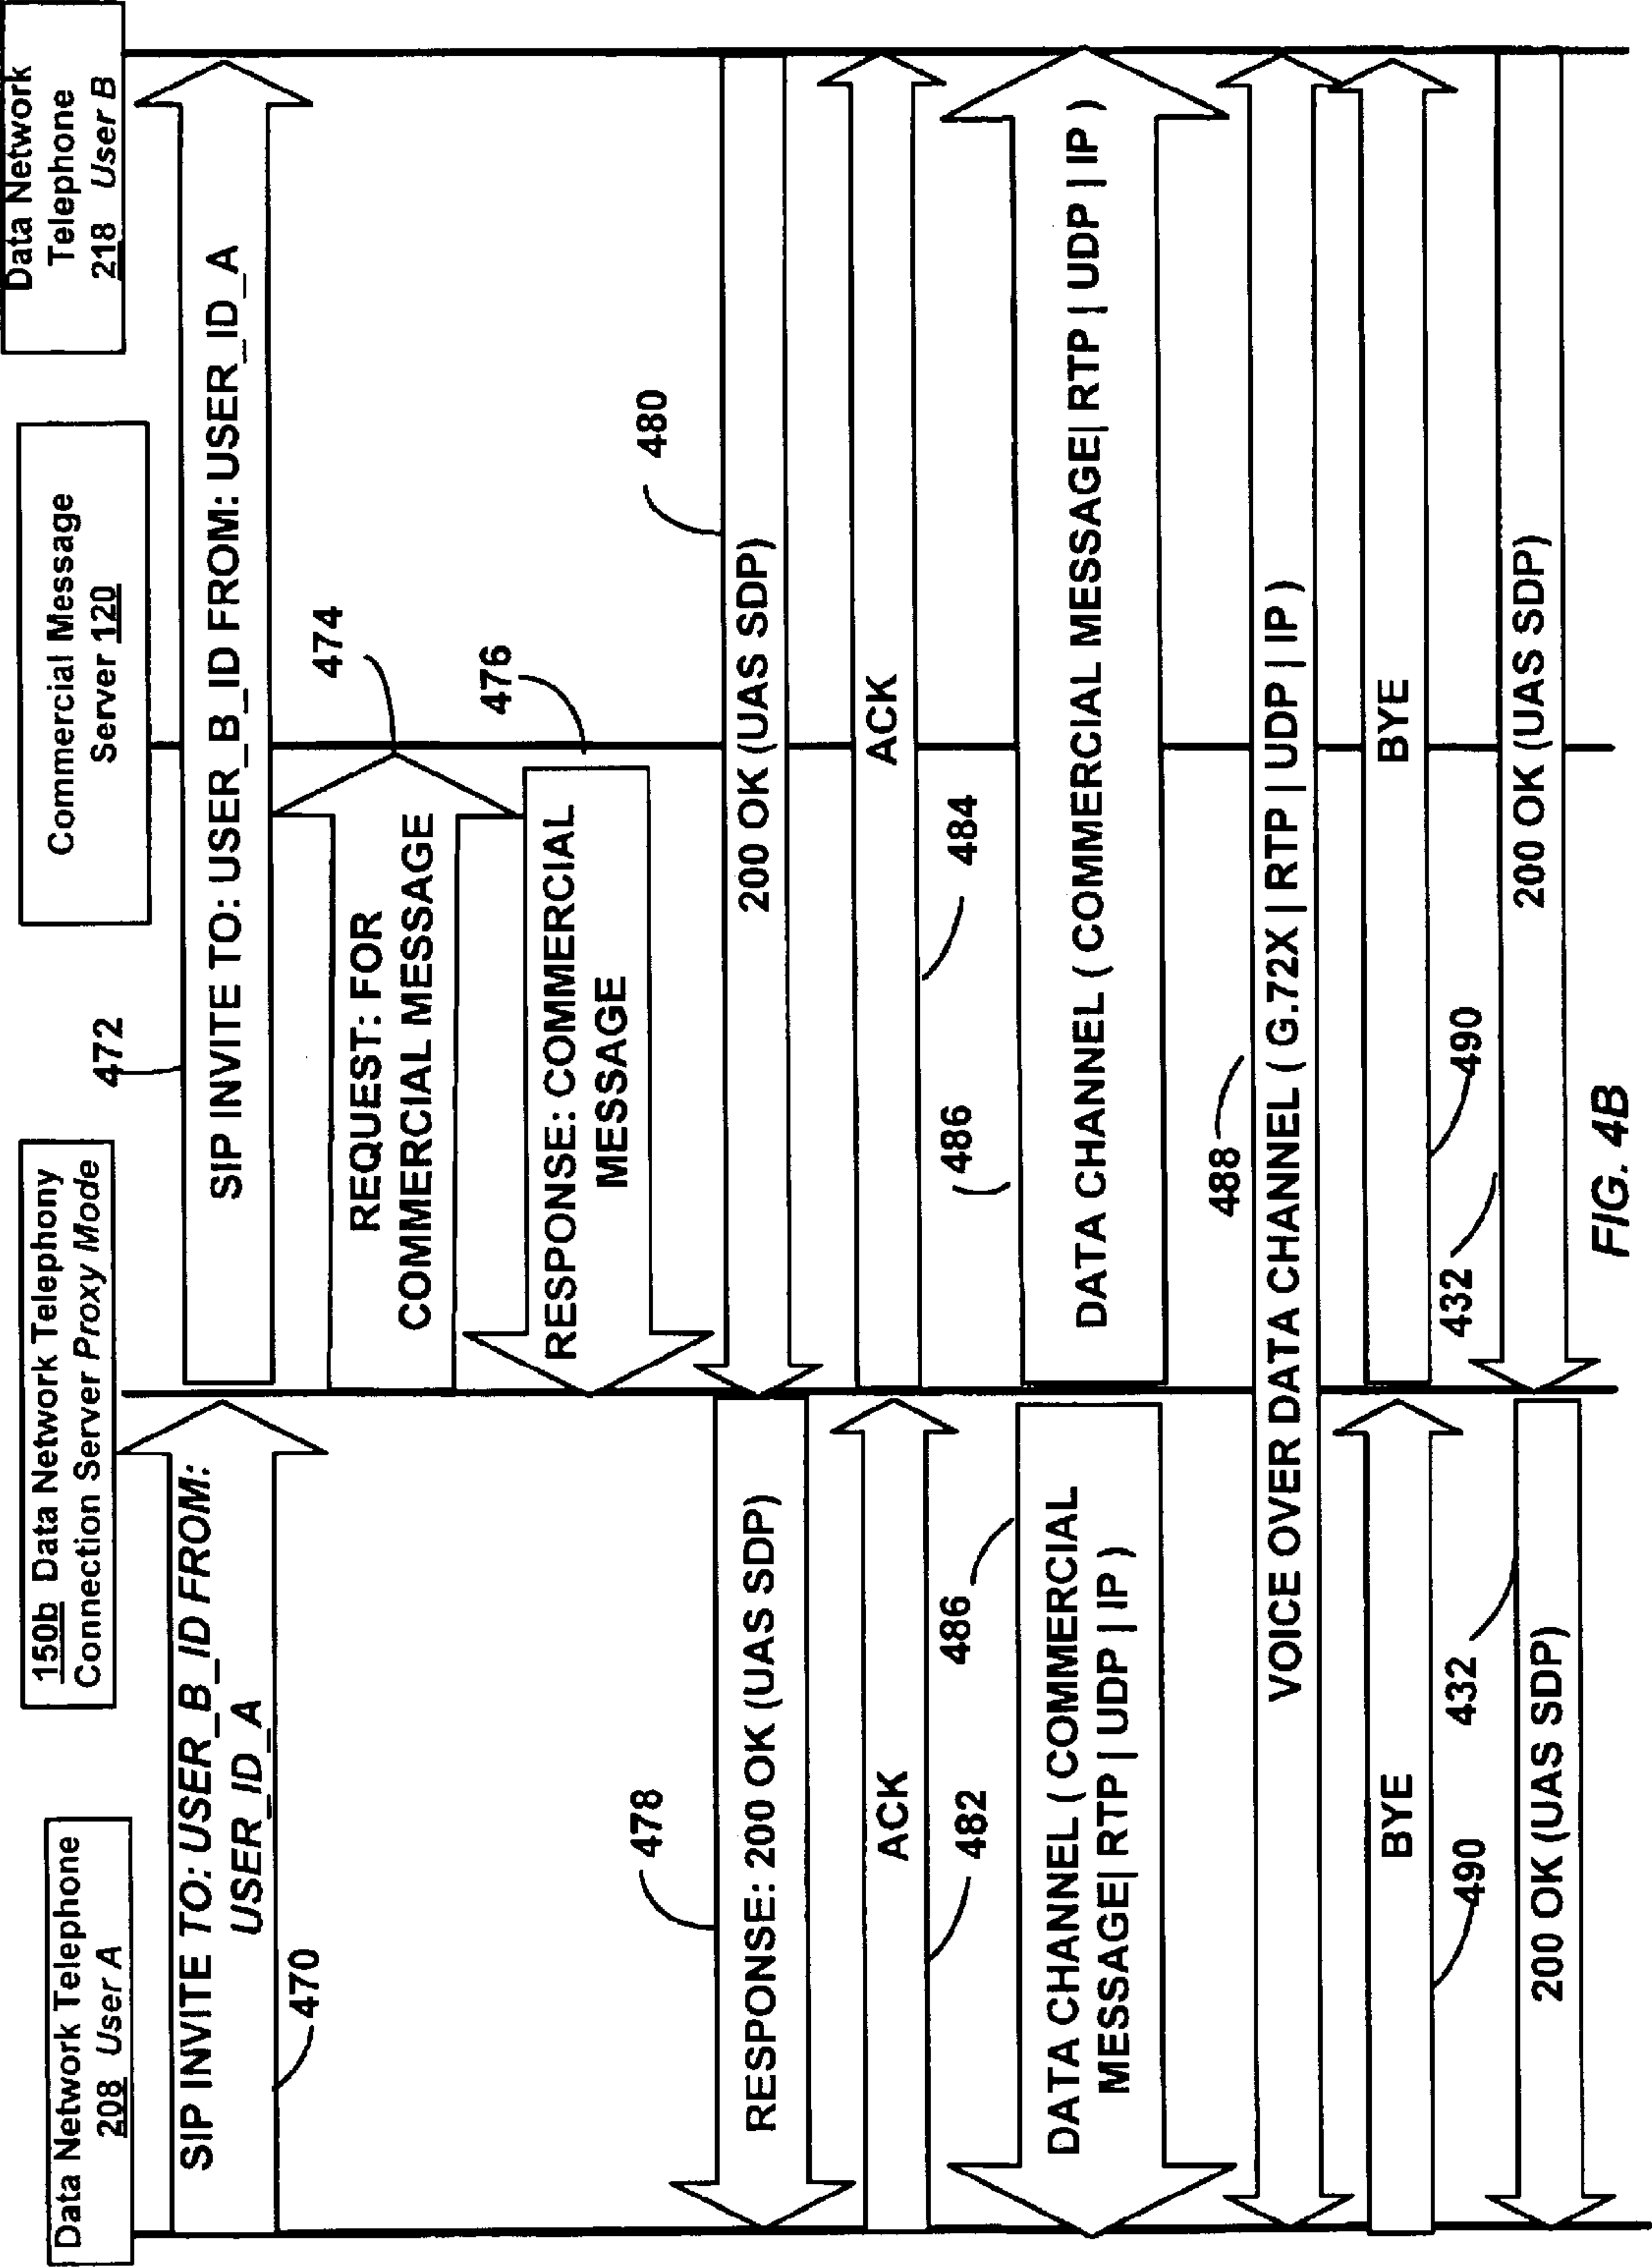 Data Network Telephone
208 User A
150b Data Network Telephony
Connection Server Proxy Mode
Commercial Message
Server 120
Data Network
Telephone
218 User B
SIP INVITE TO: USER_B_ID FROM:
USER_ID_A
470
472
SIP INVITE TO: USER_B_ID FROM: USER_ID_A
REQUEST: FOR
COMMERCIAL MESSAGE
474
RESPONSE: COMMERCIAL
MESSAGE
476
478
RESPONSE: 200 OK (UAS SDP)
200 OK (UAS SDP)
480
ACK
482
ACK
484
486
DATA CHANNEL ( COMMERCIAL
MESSAGE| RTP | UDP | IP )
486
DATA CHANNEL ( COMMERCIAL MESSAGE| RTP | UDP | IP )
488
VOICE OVER DATA CHANNEL ( G.72X | RTP | UDP | IP )
BYE
490
BYE
490
432
200 OK (UAS SDP)
432
200 OK (UAS SDP)
FIG. 4B